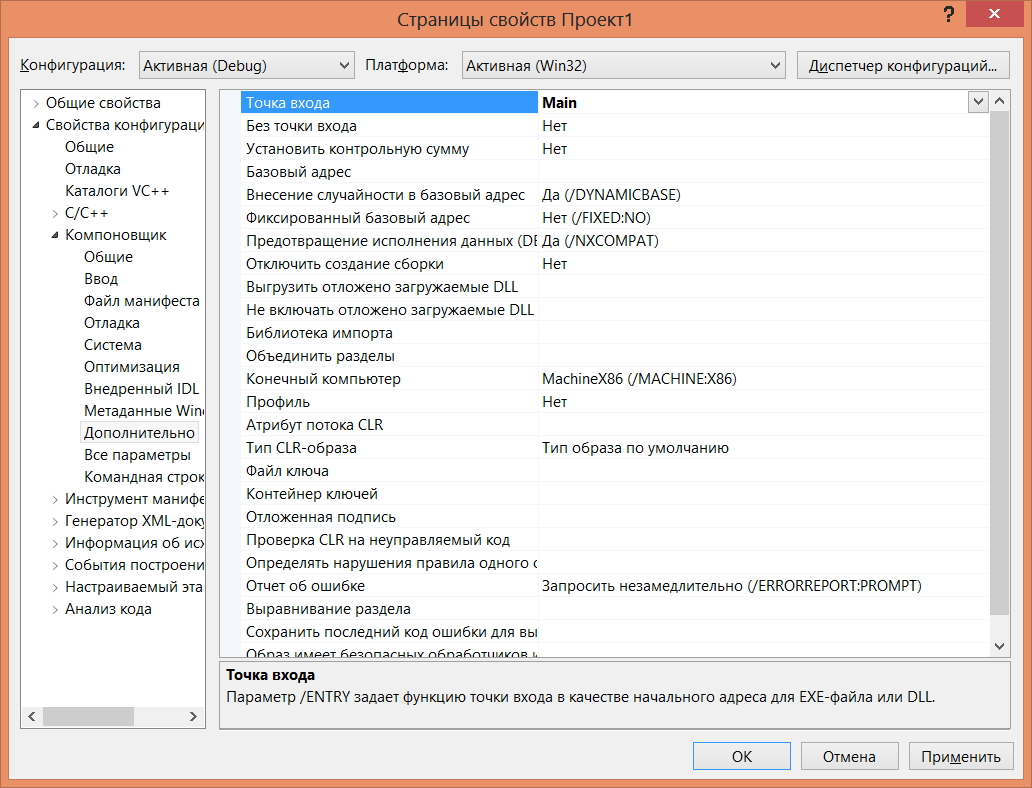 Страницы свойств Проект1
?
Конфигурация: Активная (Debug) Платформа: Активная (Win32) Диспетчер конфигураций...
Общие свойства
Свойства конфигураци
Общие
Отладка
Каталоги VC++
C/C++
Компоновщик
Общие
Ввод
Файл манифеста
Отладка
Система
Оптимизация
Внедренный IDL
Метаданные Wind
Дополнительно
Все параметры
Командная строк
Инструмент манифе
Генератор XML-доку
Информация об исх
События построени
Настраиваемый эта
Анализ кода
Точка входа Main
Без точки входа Нет
Установить контрольную сумму Нет
Базовый адрес
Внесение случайности в базовый адрес Да (/DYNAMICBASE)
Фиксированный базовый адрес Нет (/FIXED:NO)
Предотвращение исполнения данных (DE Да (/NXCOMPAT)
Отключить создание сборки Нет
Выгрузить отложено загружаемые DLL
Не включать отложено загружаемые DLL
Библиотека импорта
Объединить разделы
Конечный компьютер MachineX86 (/MACHINE:X86)
Профиль Нет
Атрибут потока CLR
Тип CLR-образа Тип образа по умолчанию
Файл ключа
Контейнер ключей
Отложенная подпись
Проверка CLR на неуправляемый код
Определять нарушения правила одного о
Отчет об ошибке Запросить незамедлительно (/ERRORREPORT:PROMPT)
Выравнивание раздела
Сохранить последний код ошибки для вы
Образ имеет безопасных обработчиков и
Точка входа
Параметр /ENTRY задает функцию точки входа в качестве начального адреса для EXE-файла или DLL.
ОК Отмена Применить